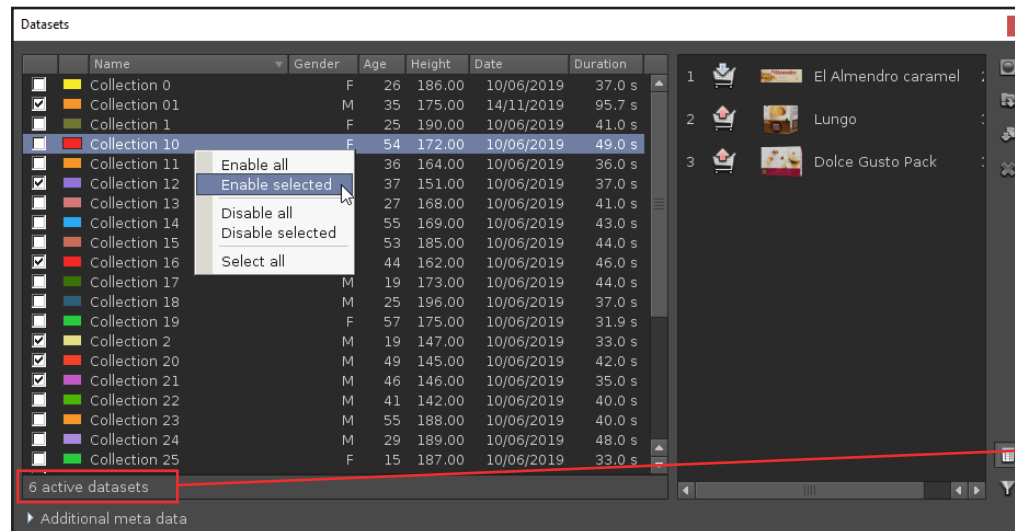 Datasets
Name Gender Age Height Date Duration
Collection 0 F 26 186.00 10/06/2019 37.0 s
Collection 01 M 35 175.00 14/11/2019 95.7 s
Collection 1 F 25 190.00 10/06/2019 41.0 s
Collection 10 F 54 172.00 10/06/2019 49.0 s
Collection 11 36 164.00 10/06/2019 36.0 s
Collection 12 37 151.00 10/06/2019 37.0 s
Collection 13 27 168.00 10/06/2019 41.0 s
Collection 14 55 169.00 10/06/2019 43.0 s
Collection 15 53 185.00 10/06/2019 44.0 s
Collection 16 44 162.00 10/06/2019 46.0 s
Collection 17 M 19 173.00 10/06/2019 44.0 s
Collection 18 M 25 196.00 10/06/2019 37.0 s
Collection 19 F 57 175.00 10/06/2019 31.9 s
Collection 2 M 19 147.00 10/06/2019 33.0 s
Collection 20 M 49 145.00 10/06/2019 42.0 s
Collection 21 M 46 146.00 10/06/2019 35.0 s
Collection 22 M 41 142.00 10/06/2019 40.0 s
Collection 23 M 55 188.00 10/06/2019 40.0 s
Collection 24 M 29 189.00 10/06/2019 48.0 s
Collection 25 F 15 187.00 10/06/2019 33.0 s
Enable all
Enable selected
Disable all
Disable selected
Select all
6 active datasets
Additional meta data
1 El Almendro caramel
2 Lungo
3 Dolce Gusto Pack